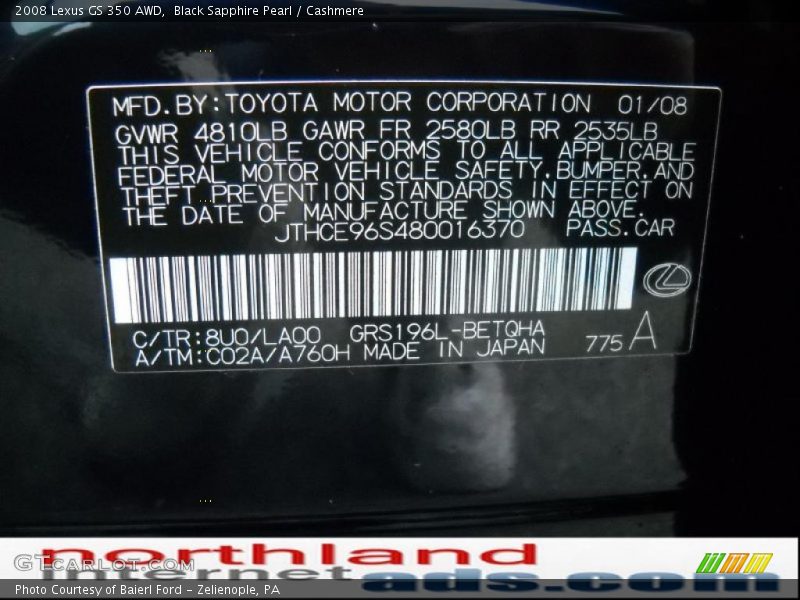 2008 Lexus GS 350 AWD,  Black Sapphire Pearl / Cashmere
MFD.BY:TOYOTA MOTOR CORPORATION 01/08
GVWR 4810LB GAWR FR 2580LB RR 2535LB
THIS VEHICLE CONFORMS TO ALL APPLICABLE
FEDERAL MOTOR VEHICLE SAFETY.BUMPER.AND
THEFT PREVENTION STANDARDS IN EFFECT ON
THE DATE OF MANUFACTURE SHOWN ABOVE.
JTHCE96S480016370 PASS.CAR
C/TR:8U0/LA00 GRS196L-BETQHA
A/TM:C02A/A760H MADE IN JAPAN 775A
northland
GTCARLOT.COM
internet ads.com
Photo Courtesy of Baierl Ford - Zelienople, PA